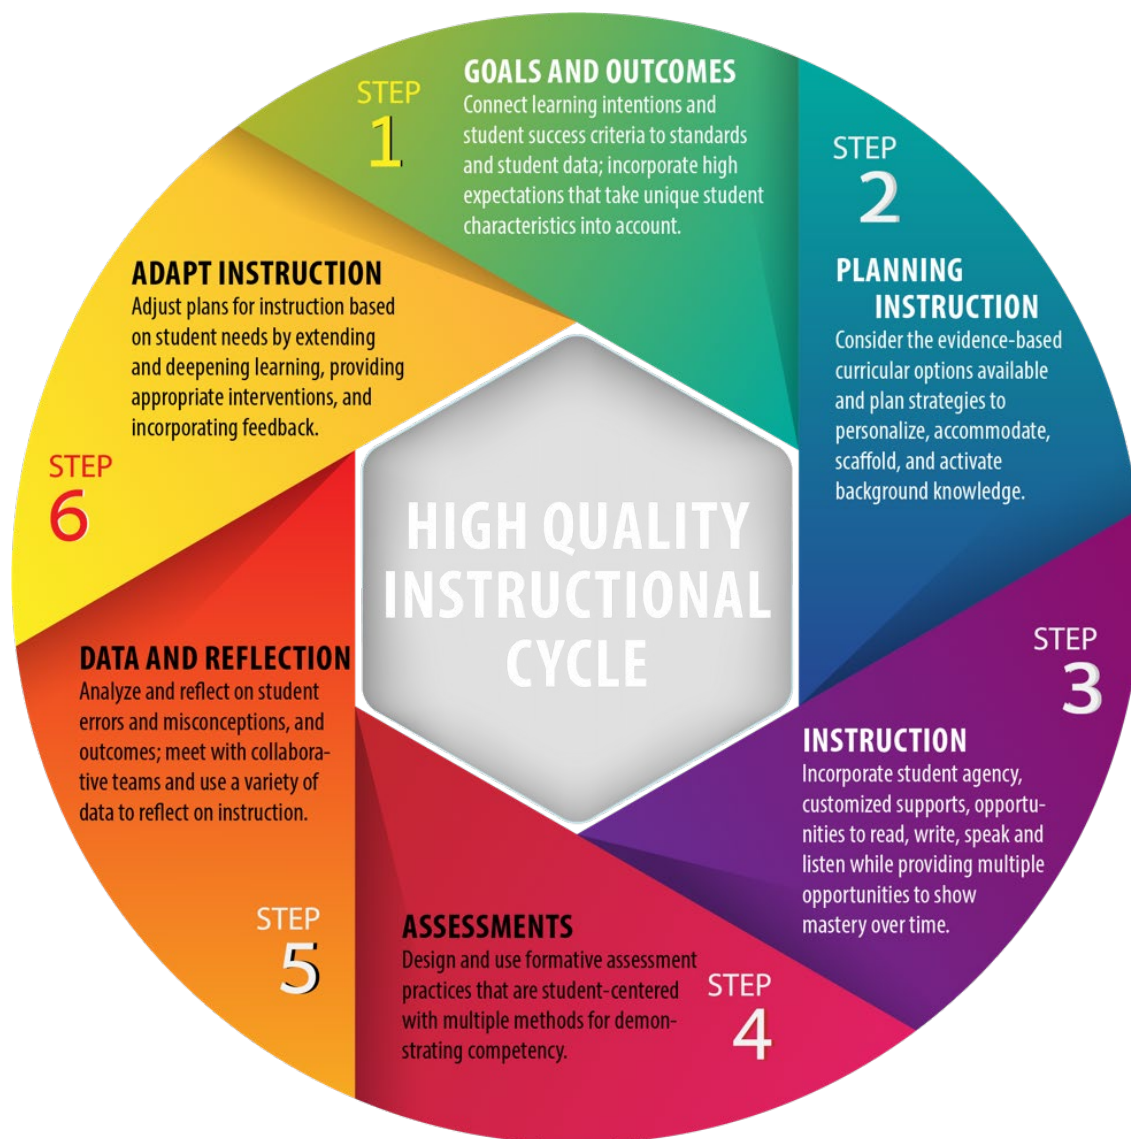 STEP
1
GOALS AND OUTCOMES
Connect learning intentions and
student success criteria to standards
and student data; incorporate high
expectations that take unique student
characteristics into account.
STEP
2
PLANNING
INSTRUCTION
Consider the evidence-based
curricular options available
and plan strategies to
personalize, accommodate,
scaffold, and activate
background knowledge.
STEP
3
INSTRUCTION
Incorporate student agency,
customized supports, opportu-
nities to read, write, speak and
listen while providing multiple
opportunities to show
mastery over time.
STEP
4
ASSESSMENTS
Design and use formative assessment
practices that are student-centered
with multiple methods for demon-
strating competency.
STEP
5
DATA AND REFLECTION
Analyze and reflect on student
errors and misconceptions, and
outcomes; meet with collabora-
tive teams and use a variety of
data to reflect on instruction.
STEP
6
ADAPT INSTRUCTION
Adjust plans for instruction based
on student needs by extending
and deepening learning, providing
appropriate interventions, and
incorporating feedback.
HIGH QUALITY
INSTRUCTIONAL
CYCLE